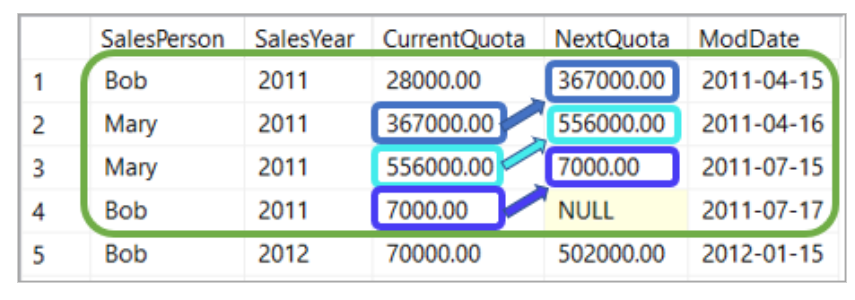 SalesPerson SalesYear CurrentQuota NextQuota ModDate
1 Bob 2011 28000.00 367000.00 2011-04-15
2 Mary 2011 367000.00 556000.00 2011-04-16
3 Mary 2011 556000.00 7000.00 2011-07-15
4 Bob 2011 7000.00 NULL 2011-07-17
5 Bob 2012 70000.00 502000.00 2012-01-15